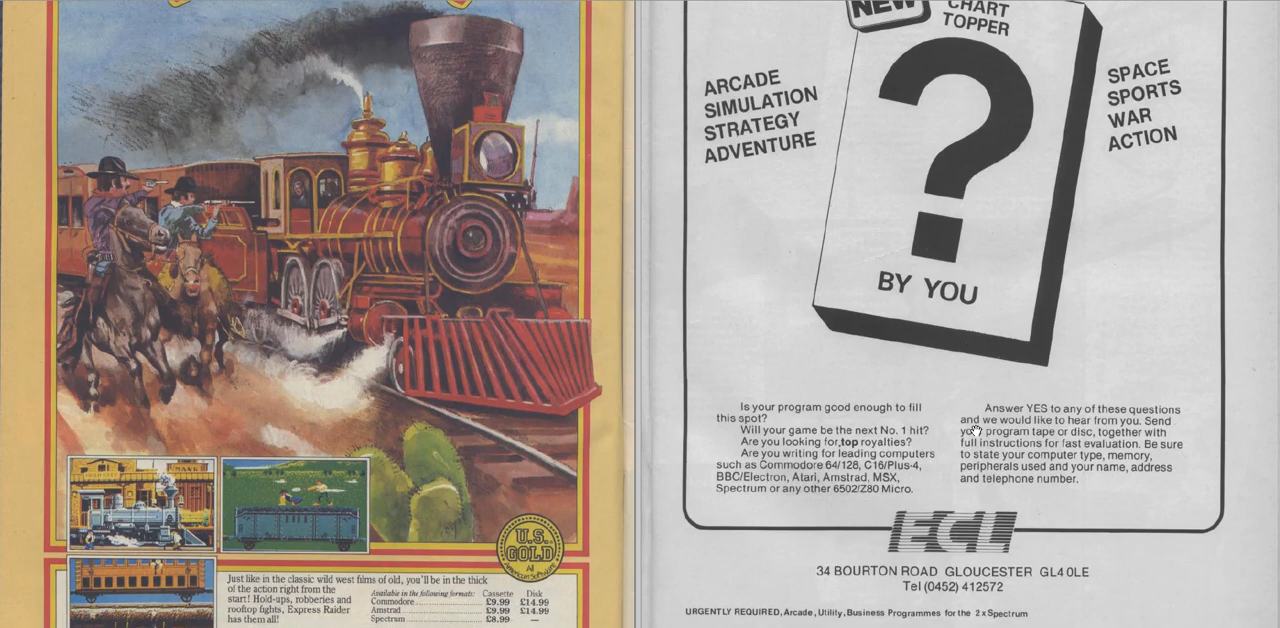 U.S.
GOLD
All
American Software
Just like in the classic wild west films of old, you'll be in the thick
of the action right from the
start! Hold-ups, robberies and
rooftop fights, Express Raider
has them all!
Available in the following formats: Cassette Disk
Commodore £9.99 £14.99
Amstrad £9.99 £14.99
Spectrum £8.99 —
NEW
CHART
TOPPER
?
BY YOU
ARCADE
SIMULATION
STRATEGY
ADVENTURE
SPACE
SPORTS
WAR
ACTION
Is your program good enough to fill
this spot?
Will your game be the next No. 1 hit?
Are you looking for top royalties?
Are you writing for leading computers
such as Commodore 64/128, C16/Plus-4,
BBC/Electron, Atari, Amstrad, MSX,
Spectrum or any other 6502/Z80 Micro.
Answer YES to any of these questions
and we would like to hear from you. Send
your program tape or disc, together with
full instructions for fast evaluation. Be sure
to state your computer type, memory,
peripherals used and your name, address
and telephone number.
ECL
34 BOURTON ROAD GLOUCESTER GL4 0LE
Tel (0452) 412572
URGENTLY REQUIRED, Arcade, Utility, Business Programmes for the 2 x Spectrum